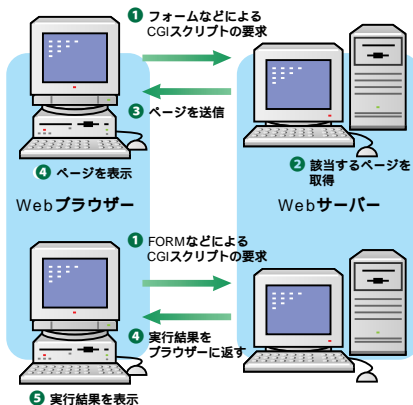 ❶ フォームなどによる
CGIスクリプトの要求
❸ ページを送信
❹ ページを表示
❷ 該当するページを
取得
Webブラウザー
Webサーバー
❶ FORMなどによる
CGIスクリプトの要求
❹ 実行結果を
ブラウザーに返す
❺ 実行結果を表示